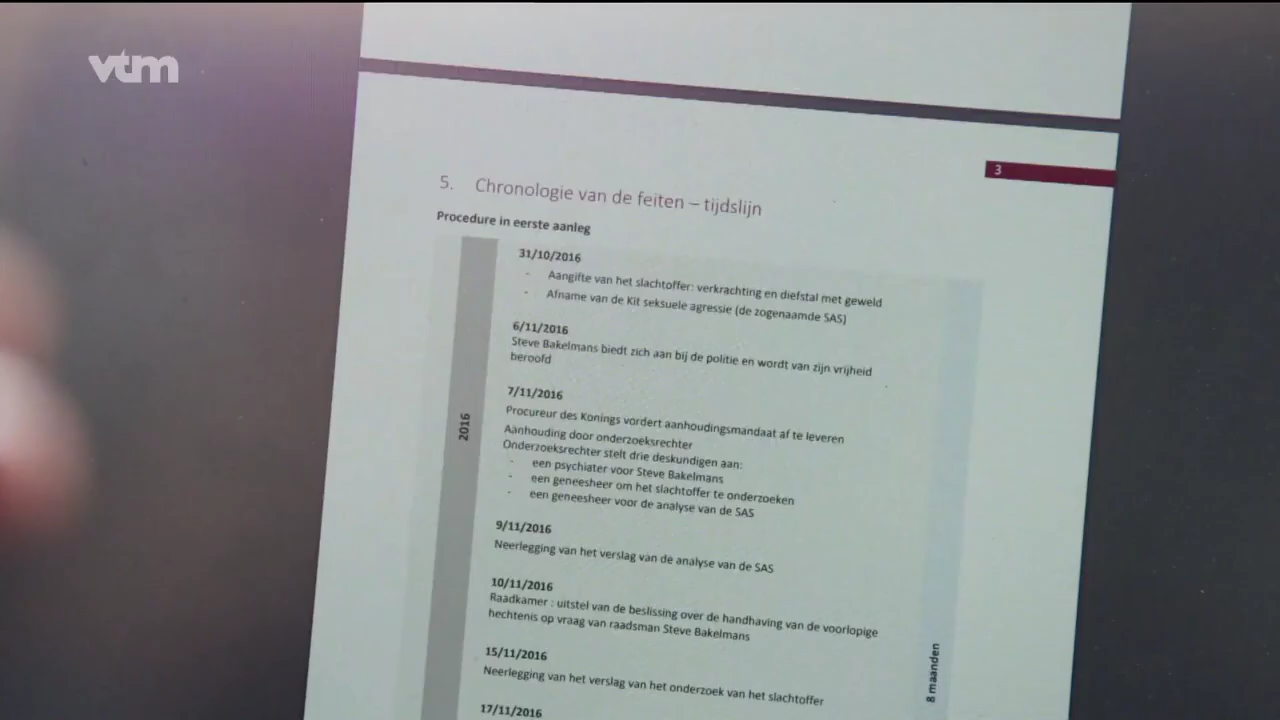 vtm
3
5. Chronologie van de feiten – tijdslijn
Procedure in eerste aanleg
31/10/2016
- Aangifte van het slachtoffer: verkrachting en diefstal met geweld
- Afname van de Kit seksuele agressie (de zogenaamde SAS)
6/11/2016
Steve Bakelmans biedt zich aan bij de politie en wordt van zijn vrijheid
beroofd
7/11/2016
Procureur des Konings vordert aanhoudingsmandaat af te leveren
Aanhouding door onderzoeksrechter
Onderzoeksrechter stelt drie deskundigen aan:
- een psychiater voor Steve Bakelmans
- een geneesheer om het slachtoffer te onderzoeken
- een geneesheer voor de analyse van de SAS
2016
9/11/2016
Neerlegging van het verslag van de analyse van de SAS
10/11/2016
Raadkamer : uitstel van de beslissing over de handhaving van de voorlopige
hechtenis op vraag van raadsman Steve Bakelmans
15/11/2016
Neerlegging van het verslag van het onderzoek van het slachtoffer
8 maanden
17/11/2016